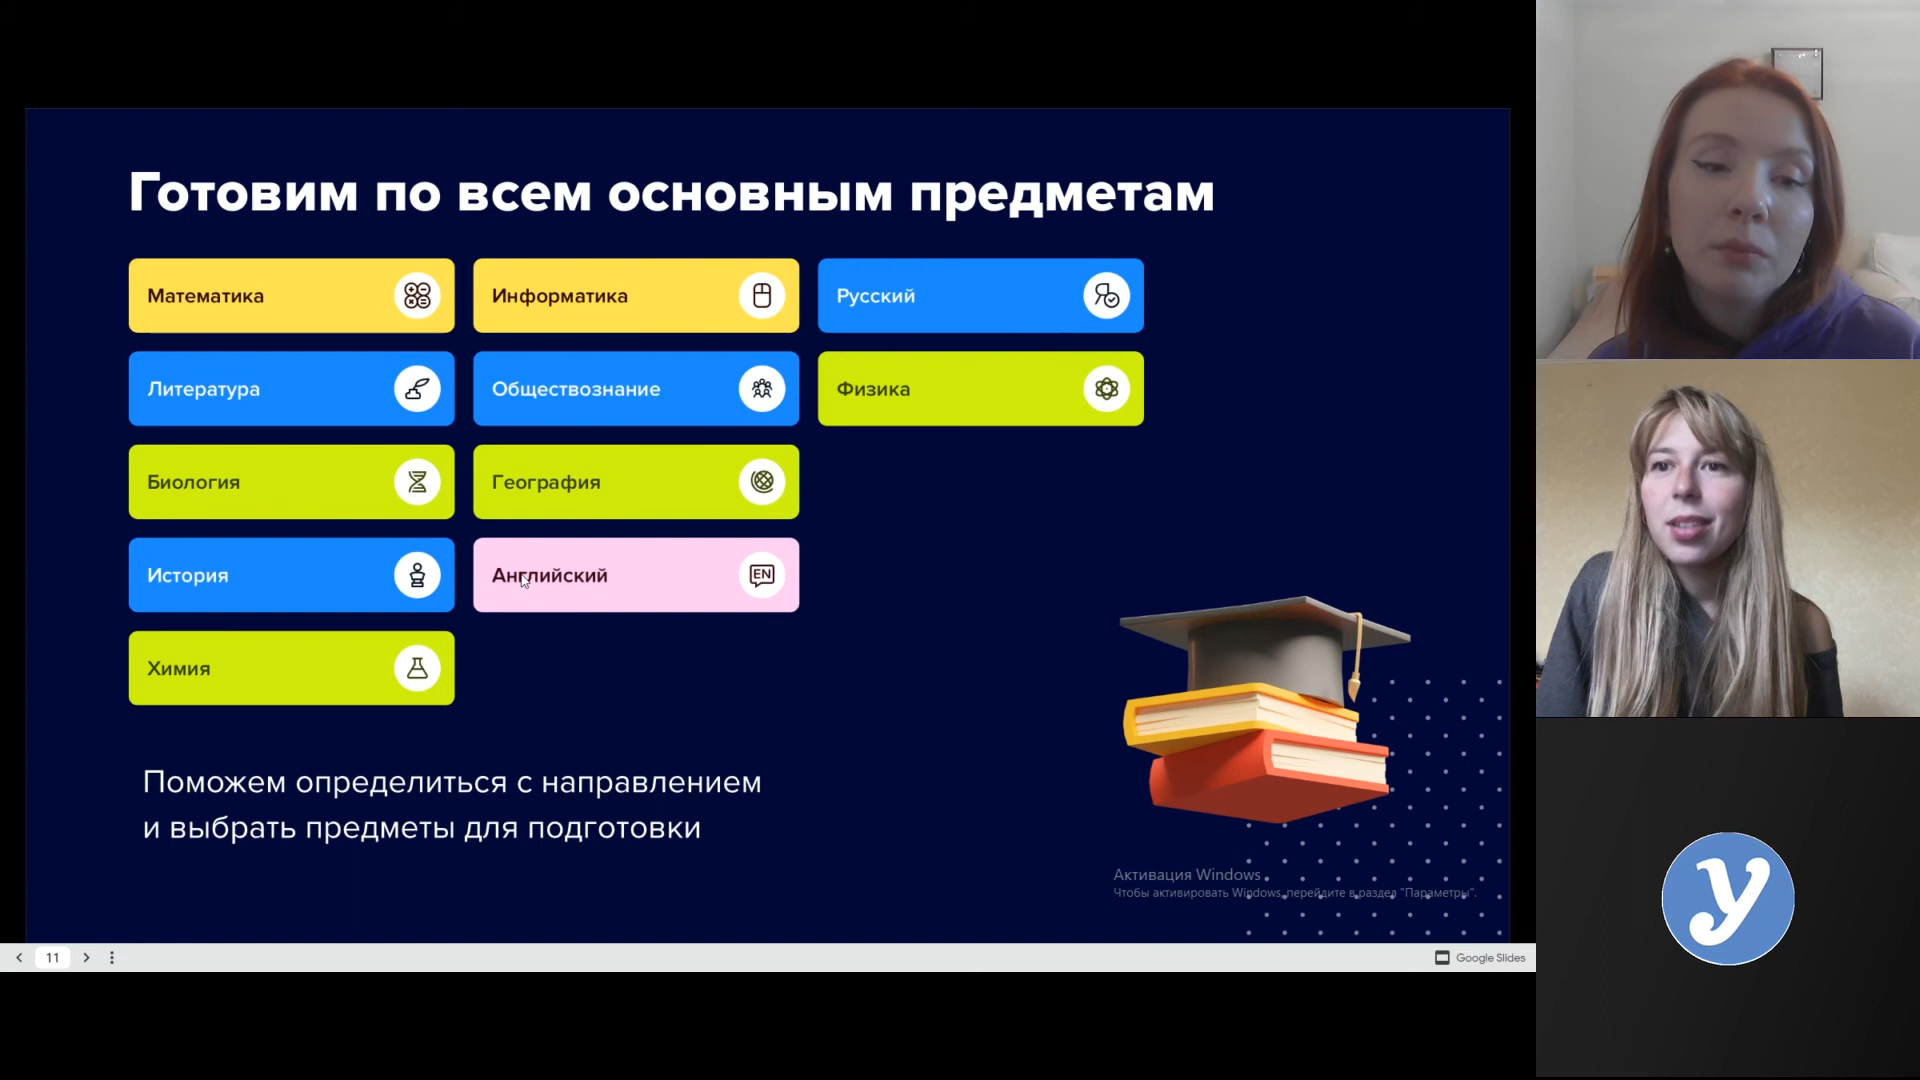 Готовим по всем основным предметам
Математика
Информатика
Русский
Литература
Обществознание
Физика
Биология
География
История
Английский
EN
Химия
Поможем определиться с направлением
и выбрать предметы для подготовки
Активация Windows
Чтобы активировать Windows, перейдите в раздел "Параметры".
11
Google Slides
У